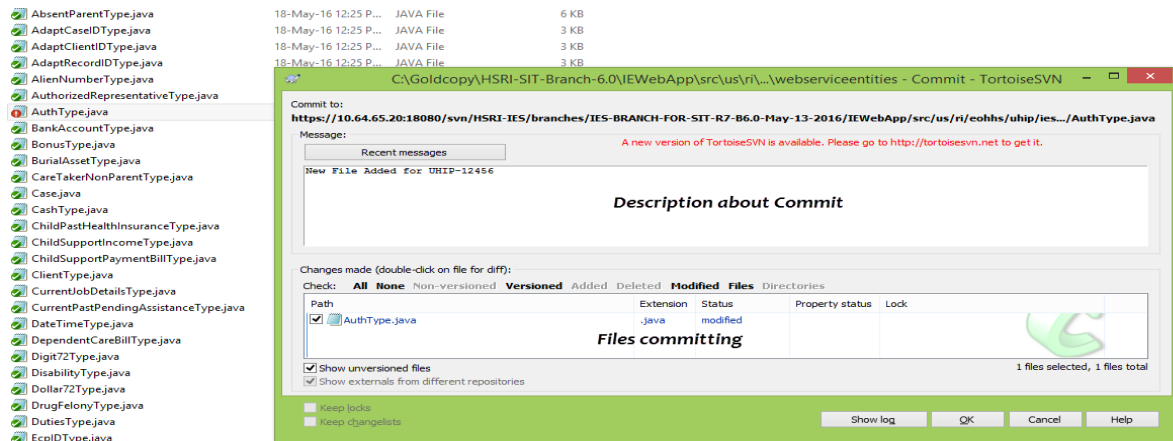 AbsentParentType.java 18-May-16 12:25 P... JAVA File 6 KB
AdaptCaseIDType.java 18-May-16 12:25 P... JAVA File 3 KB
AdaptClientIDType.java 18-May-16 12:25 P... JAVA File 3 KB
AdaptRecordIDType.java 18-May-16 12:25 P... JAVA File 3 KB
AlienNumberType.java
AuthorizedRepresentativeType.java
AuthType.java
BankAccountType.java
BonusType.java
BurialAssetType.java
CareTakerNonParentType.java
Case.java
CashType.java
ChildPastHealthInsuranceType.java
ChildSupportIncomeType.java
ChildSupportPaymentBillType.java
ClientType.java
CurrentJobDetailsType.java
CurrentPastPendingAssistanceType.java
DateTimeType.java
DependentCareBillType.java
Digit72Type.java
DisabilityType.java
Dollar72Type.java
DrugFelonyType.java
DutiesType.java
EcpIDType.java
C:\Goldcopy\HSRI-SIT-Branch-6.0\IEWebApp\src\us\ri\...\webserviceentities - Commit - TortoiseSVN
Commit to:
https://10.64.65.20:18080/svn/HSRI-IES/branches/IES-BRANCH-FOR-SIT-R7-B6.0-May-13-2016/IEWebApp/src/us/ri/eohhs/uhip/ies.../AuthType.java
Message:
Recent messages
A new version of TortoiseSVN is available. Please go to http://tortoisesvn.net to get it.
New File Added for UHIP-12456
Description about Commit
Changes made (double-click on file for diff):
Check: All None Non-versioned Versioned Added Deleted Modified Files Directories
Path Extension Status Property status Lock
AuthType.java .java modified
Files committing
Show unversioned files
1 files selected, 1 files total
Show externals from different repositories
Keep locks
Keep changelists
Show log OK Cancel Help